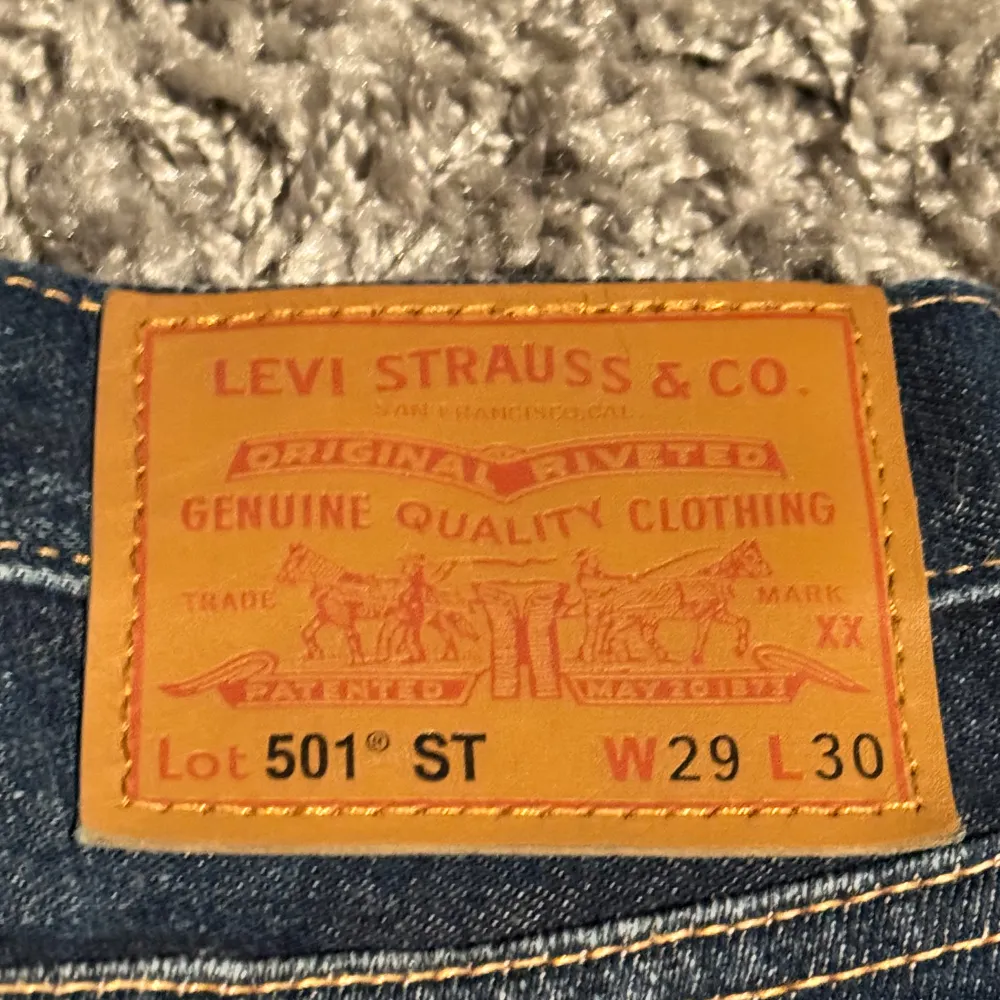 LEVI STRAUSS & CO.
SAN FRANCISCO, CAL.
ORIGINAL RIVETED
GENUINE QUALITY CLOTHING
TRADE MARK
XX
PATENTED MAY 20 1873
Lot 501® ST W29 L30